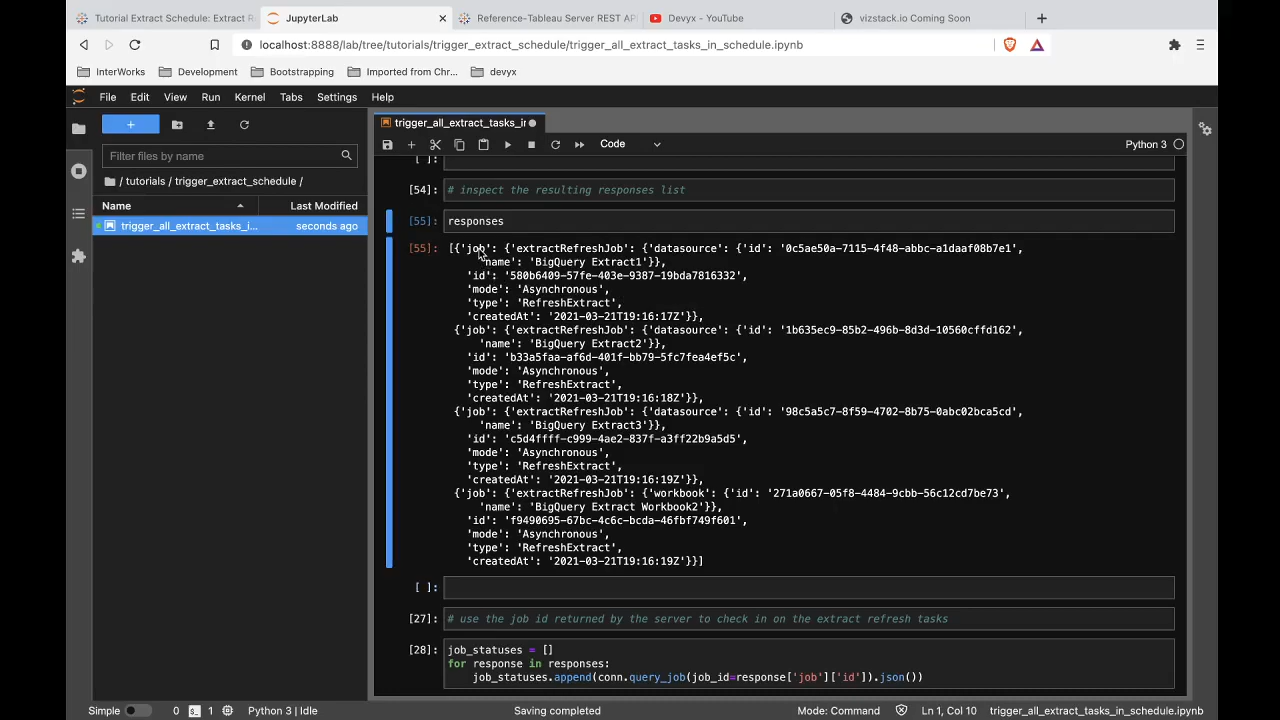 Tutorial Extract Schedule: Extract R
JupyterLab
Reference-Tableau Server REST AP
Devyx - YouTube
vizstack.io Coming Soon
localhost:8888/lab/tree/tutorials/trigger_extract_schedule/trigger_all_extract_tasks_in_schedule.ipynb
InterWorks
Development
Bootstrapping
Imported from Chr...
devyx
File Edit View Run Kernel Tabs Settings Help
trigger_all_extract_tasks_in
Code
Python 3
Filter files by name
/ tutorials / trigger_extract_schedule /
Name
Last Modified
trigger_all_extract_tasks_i...
seconds ago
[ ]:
[54]: # inspect the resulting responses list
[55]: responses
[55]: [{'job': {'extractRefreshJob': {'datasource': {'id': '0c5ae50a-7115-4f48-abbc-a1daaf08b7e1',
'name': 'BigQuery Extract1'}},
'id': '580b6409-57fe-403e-9387-19bda7816332',
'mode': 'Asynchronous',
'type': 'RefreshExtract',
'createdAt': '2021-03-21T19:16:17Z'}},
{'job': {'extractRefreshJob': {'datasource': {'id': '1b635ec9-85b2-496b-8d3d-10560cffd162',
'name': 'BigQuery Extract2'}},
'id': 'b33a5faa-af6d-401f-bb79-5fc7fea4ef5c',
'mode': 'Asynchronous',
'type': 'RefreshExtract',
'createdAt': '2021-03-21T19:16:18Z'}},
{'job': {'extractRefreshJob': {'datasource': {'id': '98c5a5c7-8f59-4702-8b75-0abc02bca5cd',
'name': 'BigQuery Extract3'}},
'id': 'c5d4ffff-c999-4ae2-837f-a3ff22b9a5d5',
'mode': 'Asynchronous',
'type': 'RefreshExtract',
'createdAt': '2021-03-21T19:16:19Z'}},
{'job': {'extractRefreshJob': {'workbook': {'id': '271a0667-05f8-4484-9cbb-56c12cd7be73',
'name': 'BigQuery Extract Workbook2'}},
'id': 'f9490695-67bc-4c6c-bcda-46fbf749f601',
'mode': 'Asynchronous',
'type': 'RefreshExtract',
'createdAt': '2021-03-21T19:16:19Z'}}]
[ ]:
[27]: # use the job id returned by the server to check in on the extract refresh tasks
[28]: job_statuses = []
for response in responses:
job_statuses.append(conn.query_job(job_id=response['job']['id']).json())
Simple 0 1 Python 3 | Idle Saving completed Mode: Command Ln 1, Col 10 trigger_all_extract_tasks_in_schedule.ipynb